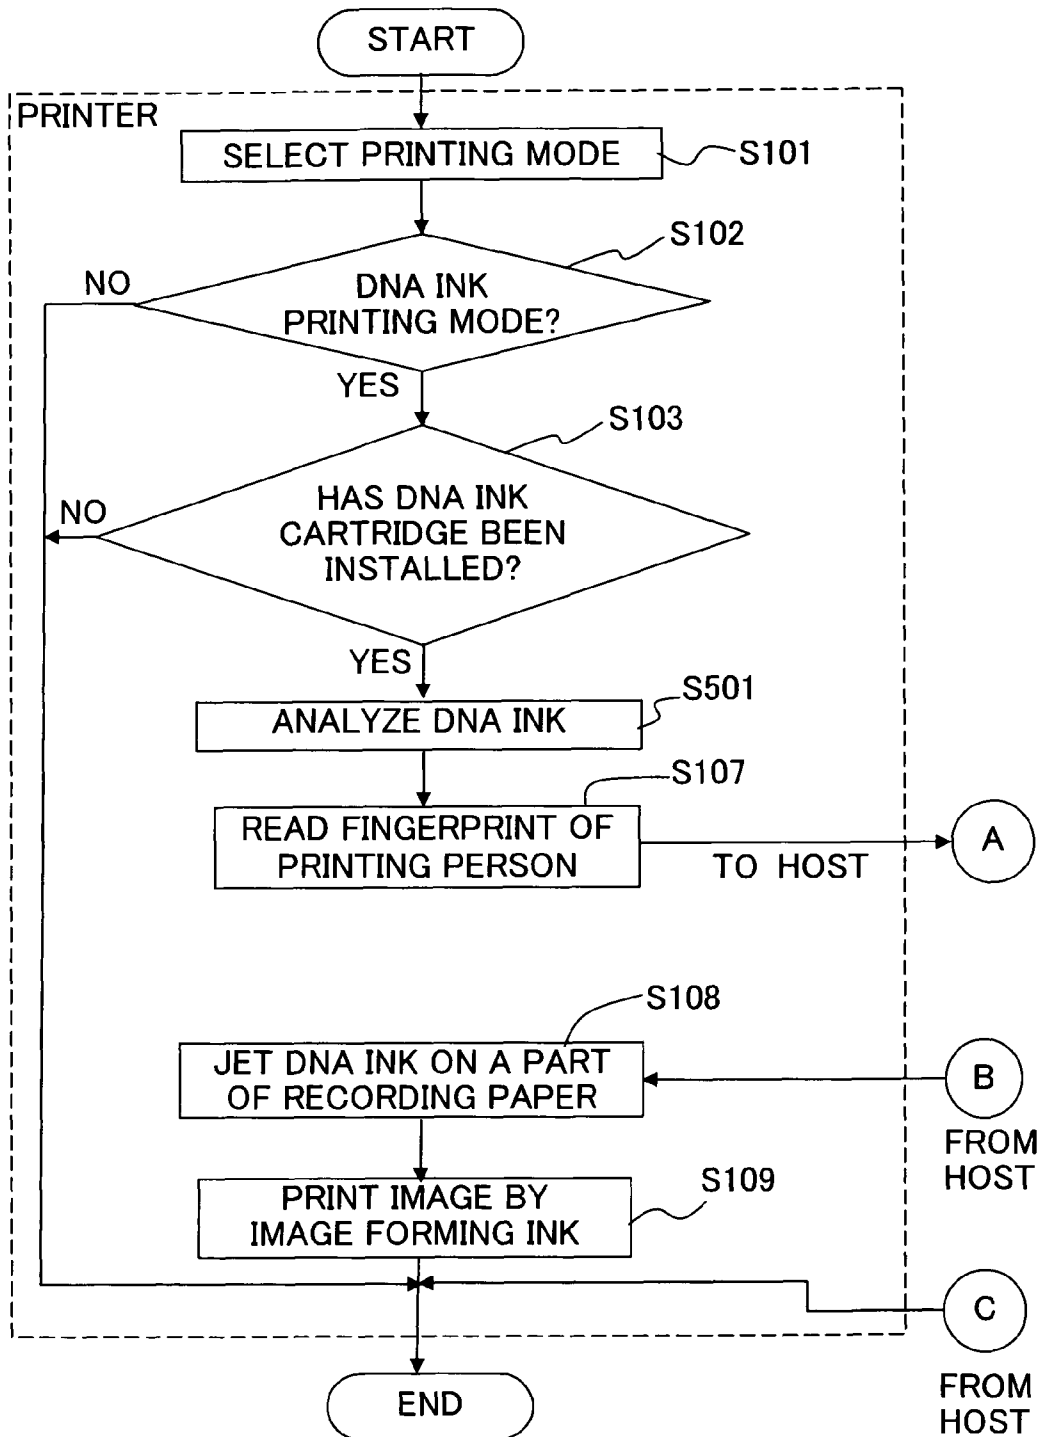 START
PRINTER
SELECT PRINTING MODE
S101
S102
NO
DNA INK
PRINTING MODE?
YES
S103
NO
HAS DNA INK
CARTRIDGE BEEN
INSTALLED?
YES
S501
ANALYZE DNA INK
S107
READ FINGERPRINT OF
PRINTING PERSON
TO HOST
A
S108
JET DNA INK ON A PART
OF RECORDING PAPER
B
FROM
HOST
S109
PRINT IMAGE BY
IMAGE FORMING INK
C
FROM
HOST
END